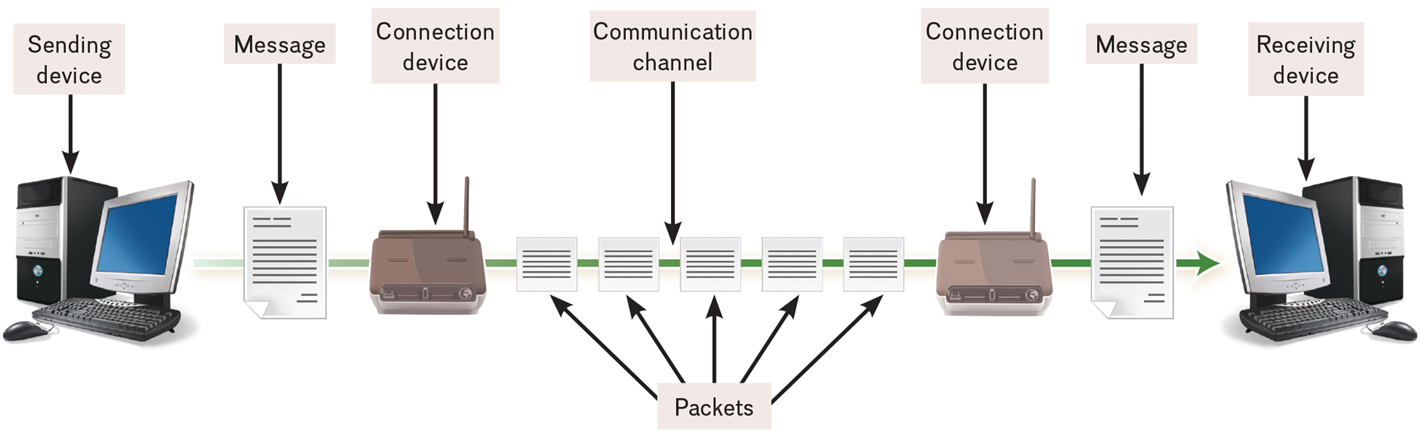 Sending
device
Message
Connection
device
Communication
channel
Connection
device
Message
Receiving
device
Packets